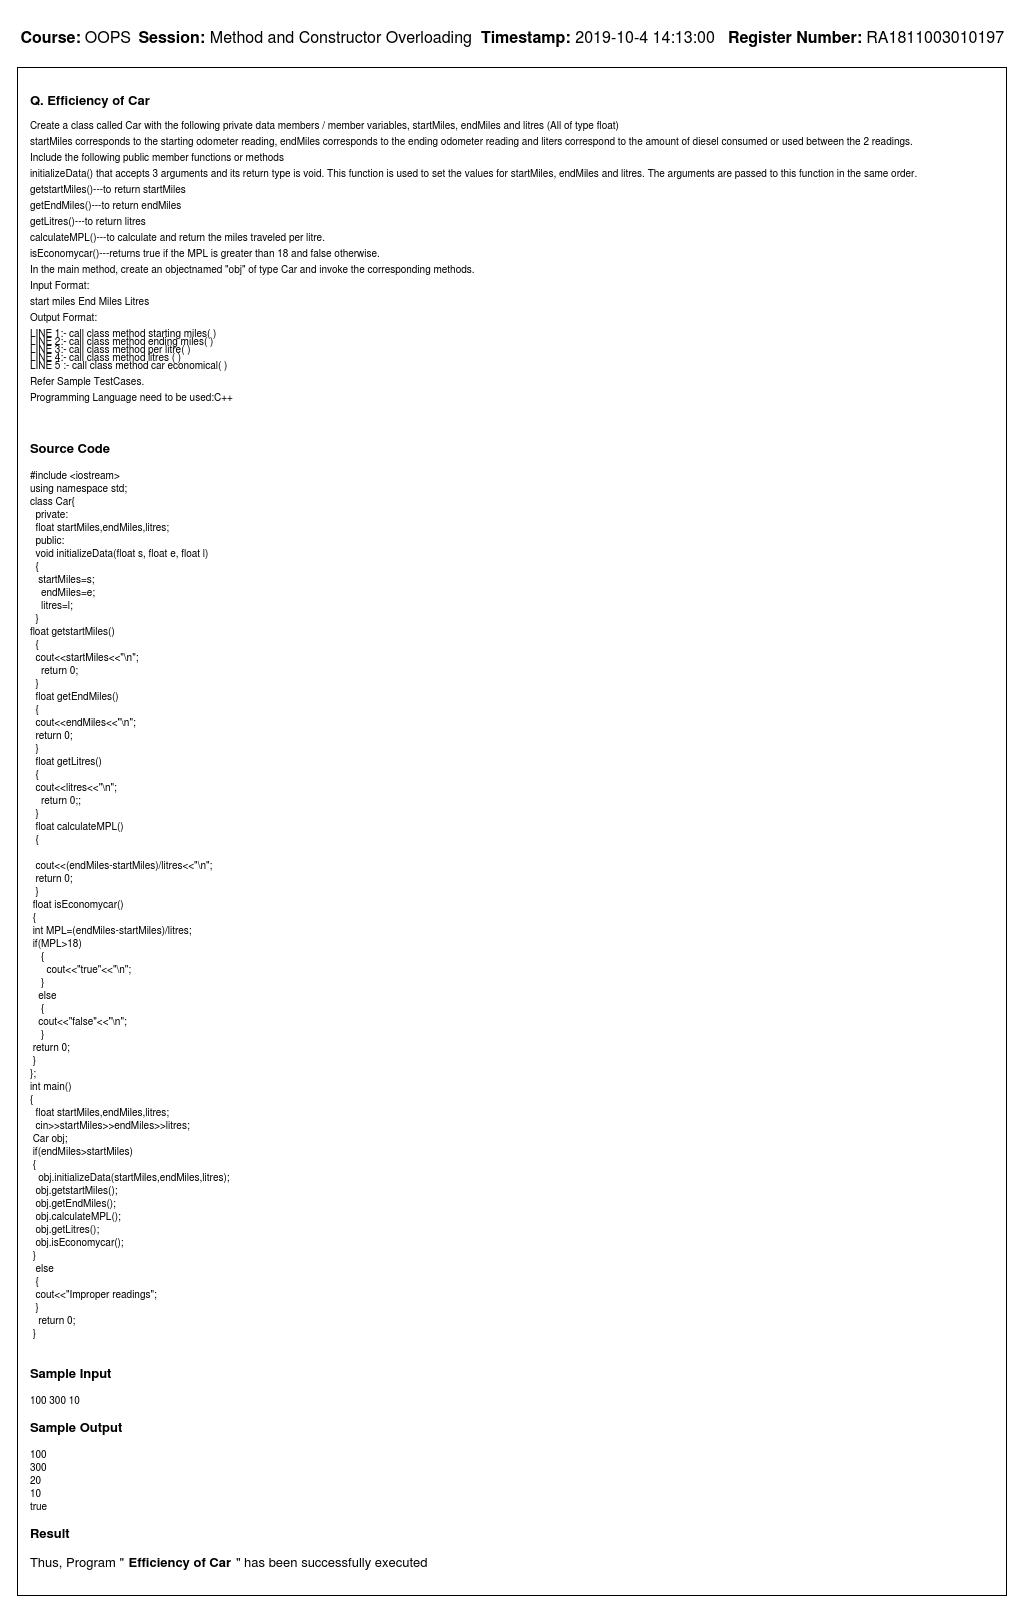 Course: OOPS Session: Method and Constructor Overloading Timestamp: 2019-10-4 14:13:00 Register Number: RA1811003010197
Q. Efficiency of Car
Create a class called Car with the following private data members / member variables, startMiles, endMiles and litres (All of type float)
startMiles corresponds to the starting odometer reading, endMiles corresponds to the ending odometer reading and liters correspond to the amount of diesel consumed or used between the 2 readings.
Include the following public member functions or methods
initializeData() that accepts 3 arguments and its return type is void. This function is used to set the values for startMiles, endMiles and litres. The arguments are passed to this function in the same order.
getstartMiles()---to return startMiles
getEndMiles()---to return endMiles
getLitres()---to return litres
calculateMPL()---to calculate and return the miles traveled per litre.
isEconomycar()---returns true if the MPL is greater than 18 and false otherwise.
In the main method, create an objectnamed "obj" of type Car and invoke the corresponding methods.
Input Format:
start miles End Miles Litres
Output Format:
LINE 1:- call class method starting miles( )
LINE 2:- call class method ending miles( )
LINE 3:- call class method per litre( )
LINE 4:- call class method litres ( )
LINE 5 :- call class method car economical( )
Refer Sample TestCases.
Programming Language need to be used:C++
Source Code
#include <iostream>
using namespace std;
class Car{
private:
float startMiles,endMiles,litres;
public:
void initializeData(float s, float e, float l)
{
startMiles=s;
endMiles=e;
litres=l;
}
float getstartMiles()
{
cout<<startMiles<<"\n";
return 0;
}
float getEndMiles()
{
cout<<endMiles<<"\n";
return 0;
}
float getLitres()
{
cout<<litres<<"\n";
return 0;;
}
float calculateMPL()
{
cout<<(endMiles-startMiles)/litres<<"\n";
return 0;
}
float isEconomycar()
{
int MPL=(endMiles-startMiles)/litres;
if(MPL>18)
{
cout<<"true"<<"\n";
}
else
{
cout<<"false"<<"\n";
}
return 0;
}
};
int main()
{
float startMiles,endMiles,litres;
cin>>startMiles>>endMiles>>litres;
Car obj;
if(endMiles>startMiles)
{
obj.initializeData(startMiles,endMiles,litres);
obj.getstartMiles();
obj.getEndMiles();
obj.calculateMPL();
obj.getLitres();
obj.isEconomycar();
}
else
{
cout<<"Improper readings";
}
return 0;
}
Sample Input
100 300 10
Sample Output
100
300
20
10
true
Result
Thus, Program " Efficiency of Car " has been successfully executed